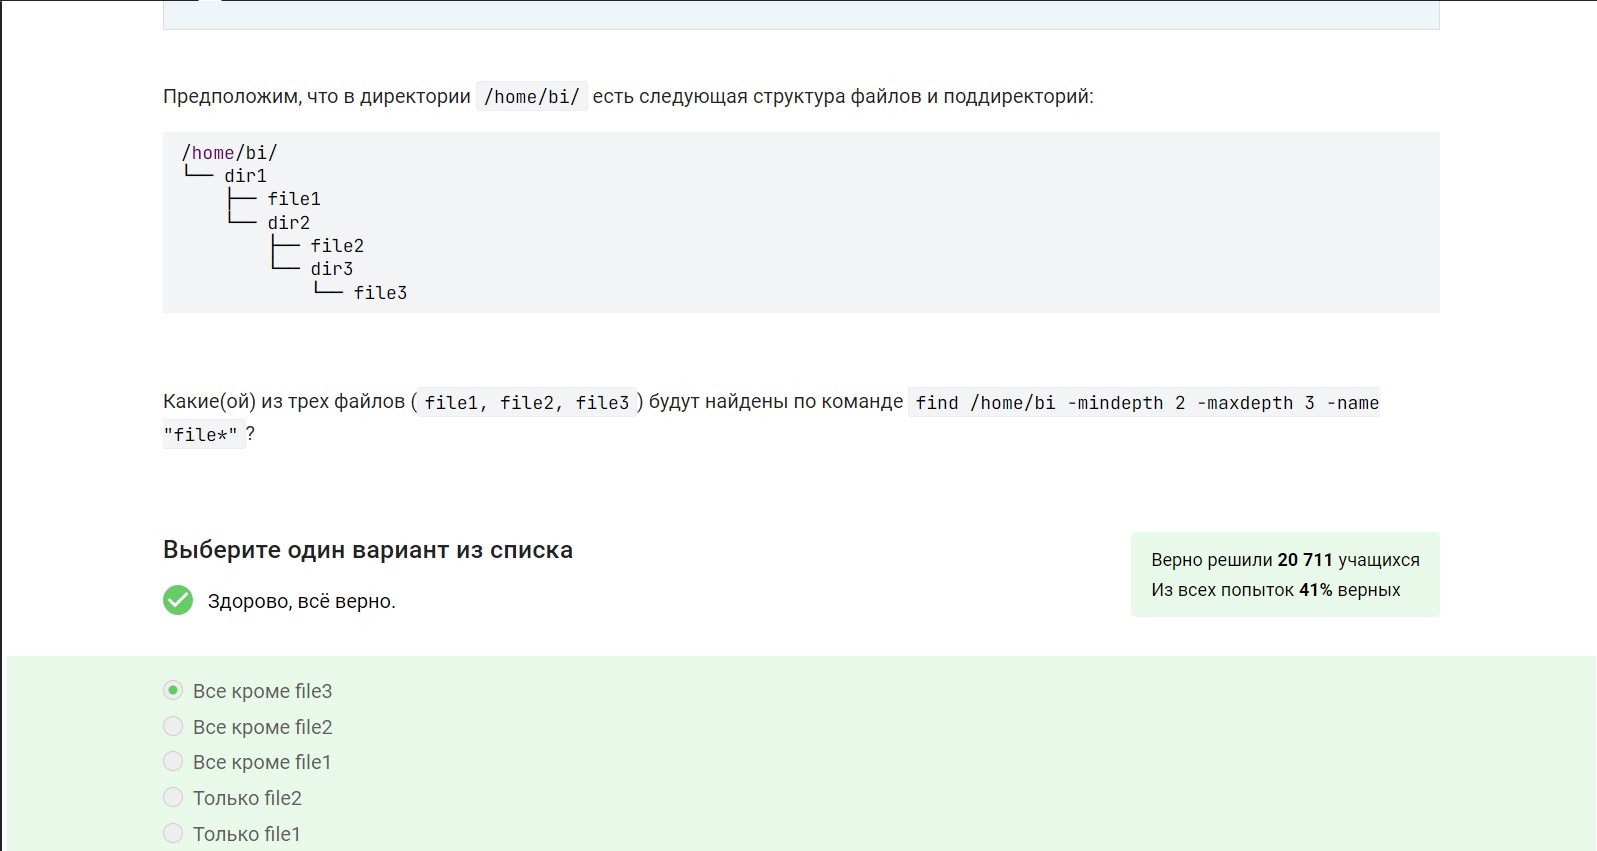 Предположим, что в директории /home/bi/ есть следующая структура файлов и поддиректорий:
/home/bi/
└── dir1
    ├── file1
    └── dir2
        ├── file2
        └── dir3
            └── file3
Какие(ой) из трех файлов ( file1, file2, file3 ) будут найдены по команде find /home/bi -mindepth 2 -maxdepth 3 -name
"file*" ?
Выберите один вариант из списка
Здорово, всё верно.
Верно решили 20 711 учащихся
Из всех попыток 41% верных
Все кроме file3
Все кроме file2
Все кроме file1
Только file2
Только file1